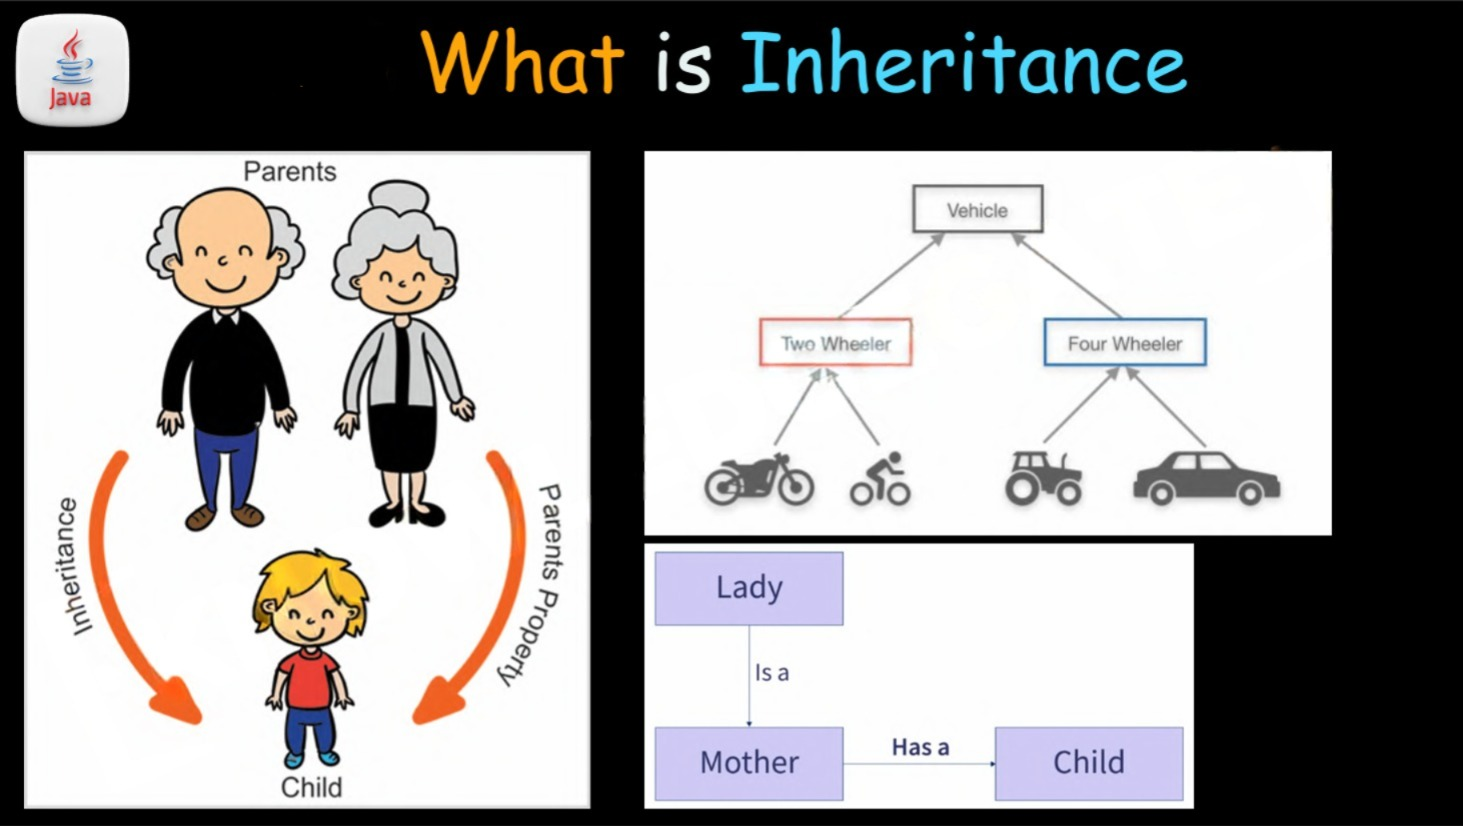 Java
What is Inheritance
Parents
Inheritance
Parents Property
Child
Vehicle
Two Wheeler
Four Wheeler
Lady
Is a
Mother
Has a
Child